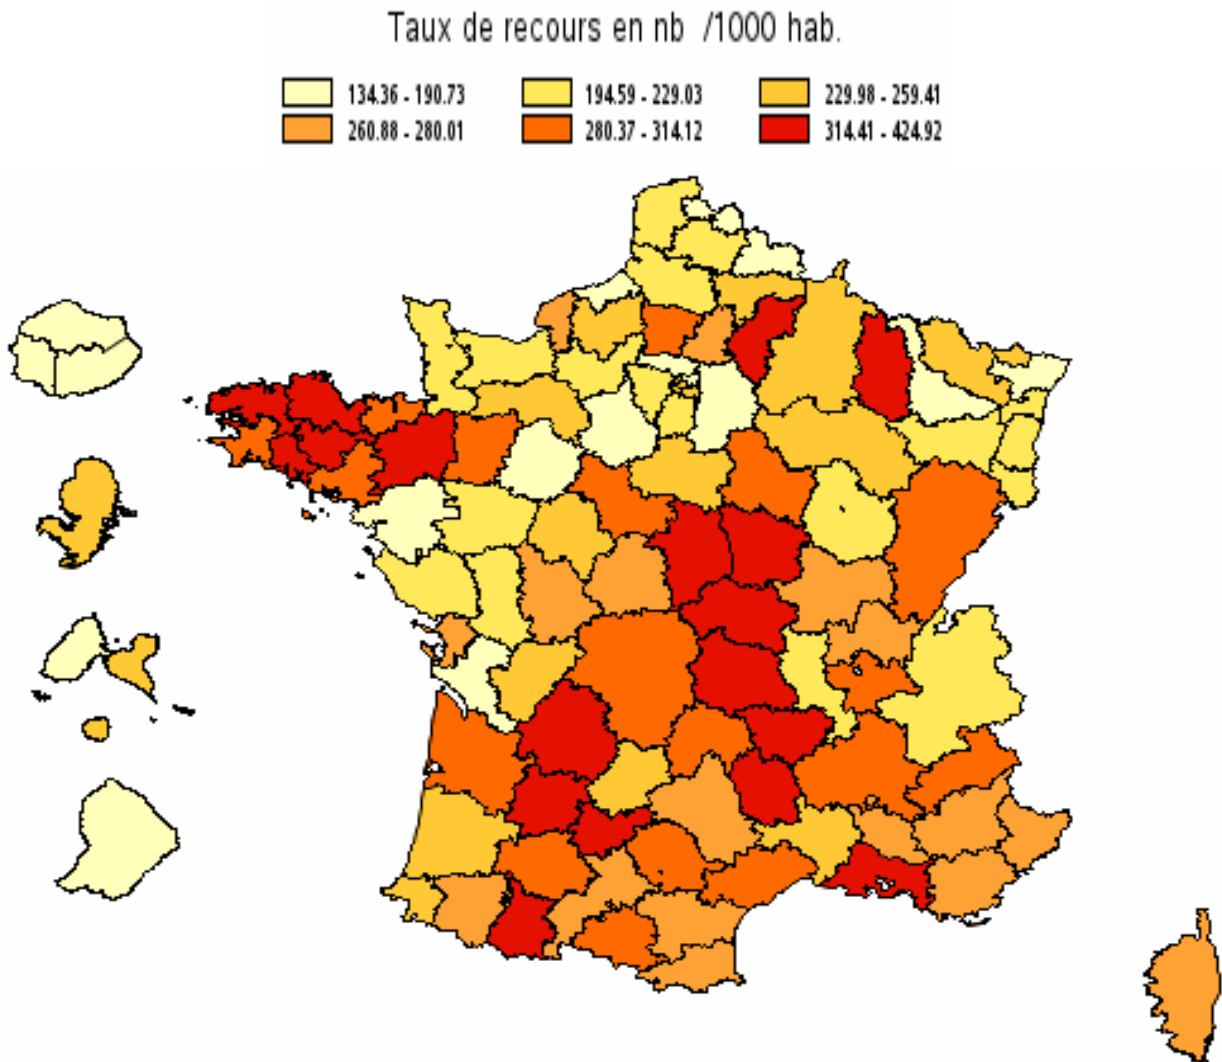 Taux de recours en nb /1000 hab.
134.36 - 190.73 194.59 - 229.03 229.98 - 259.41
260.88 - 280.01 280.37 - 314.12 314.41 - 424.92